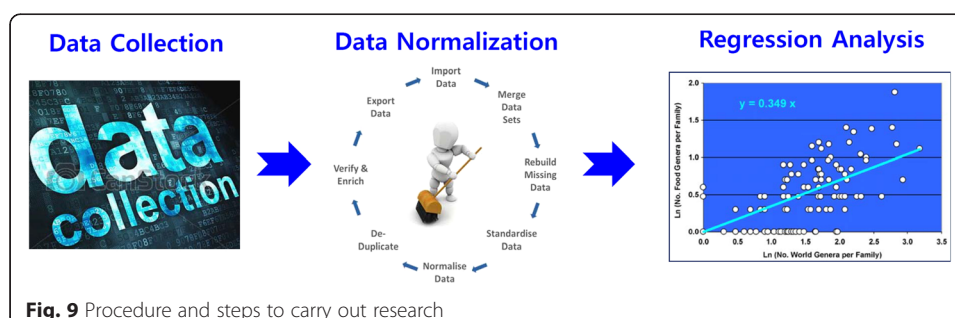 Data Collection
Data Normalization
Regression Analysis
data
collection
Import
Data
Merge
Data
Sets
Rebuild
Missing
Data
Standardise
Data
Normalise
Data
De-
Duplicate
Verify &
Enrich
Export
Data
Ln (No. Food Genera per Family)
2.0
1.5
1.0
0.5
0.0
y = 0.349 x
0.0 0.5 1.0 1.5 2.0 2.5 3.0 3.5
Ln (No. World Genera per Family)
Fig. 9 Procedure and steps to carry out research